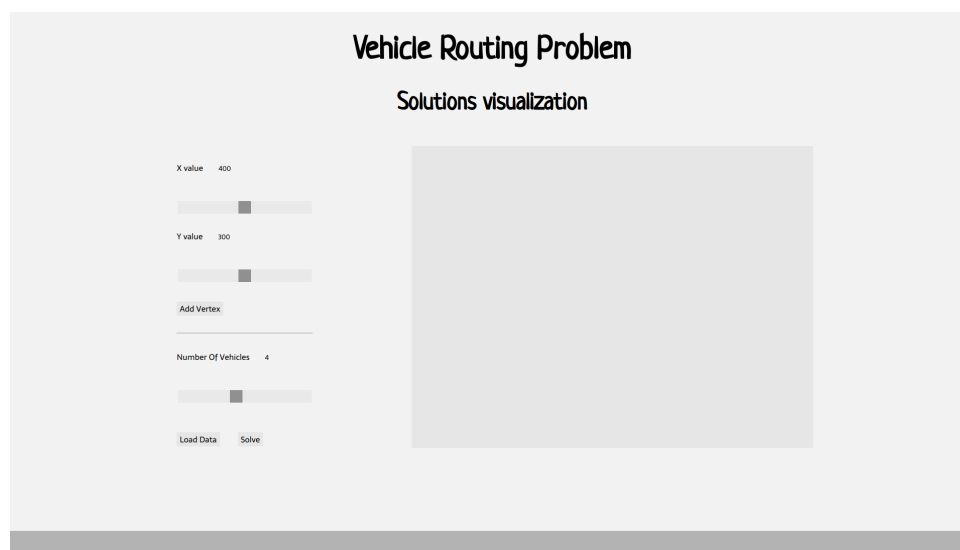 Vehicle Routing Problem
Solutions visualization
X value 400
Y value 300
Add Vertex
Number Of Vehicles 4
Load Data Solve